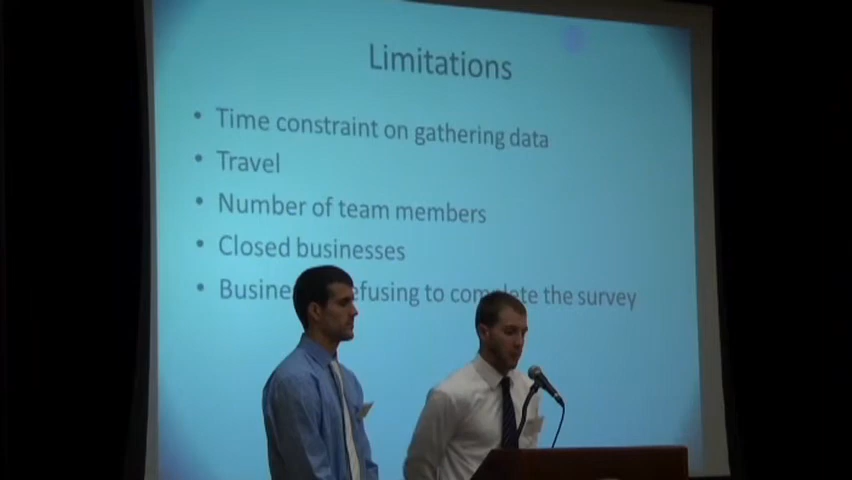 Limitations
• Time constraint on gathering data
• Travel
• Number of team members
• Closed businesses
• to the survey